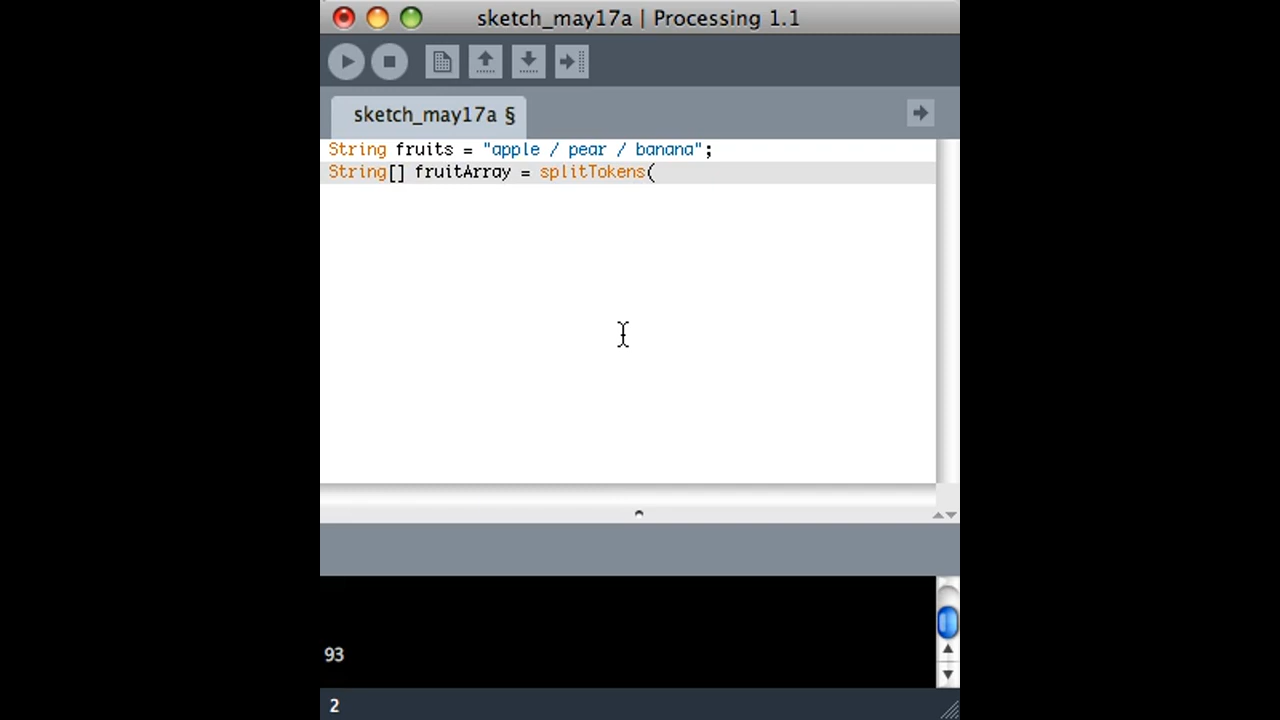 sketch_may17a | Processing 1.1
sketch_may17a §
String fruits = "apple / pear / banana";
String[] fruitArray = splitTokens(
93
2